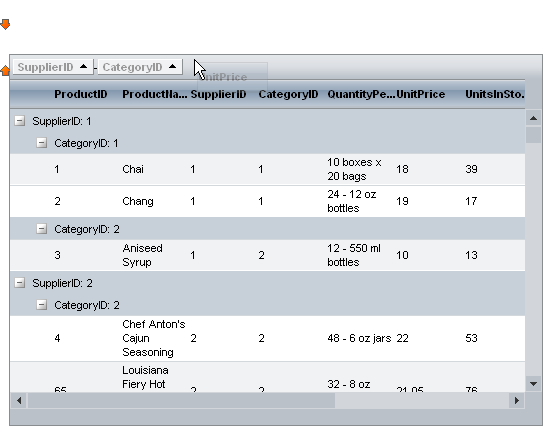 SupplierID - CategoryID UnitPrice
ProductID ProductNa... SupplierID CategoryID QuantityPe... UnitPrice UnitsInSto...
SupplierID: 1
CategoryID: 1
1 Chai 1 1 10 boxes x 18 39
20 bags
2 Chang 1 1 24 - 12 oz 19 17
bottles
CategoryID: 2
3 Aniseed 1 2 12 - 550 ml 10 13
Syrup bottles
SupplierID: 2
CategoryID: 2
4 Chef Anton's 2 2 48 - 6 oz jars 22 53
Cajun
Seasoning
Louisiana
65 Fiery Hot 2 2 32 - 8 oz 21.05 76